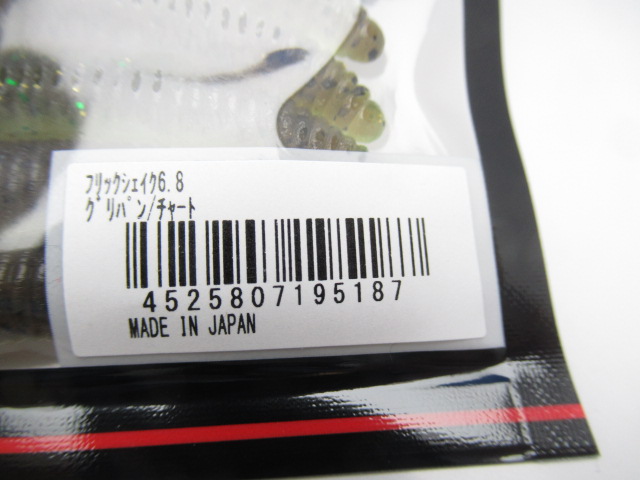 ﾌﾘｯｸｼｪｲｸ6.8
ｸﾞﾘﾊﾟﾝ/ﾁｬｰﾄ
4525807195187
MADE IN JAPAN